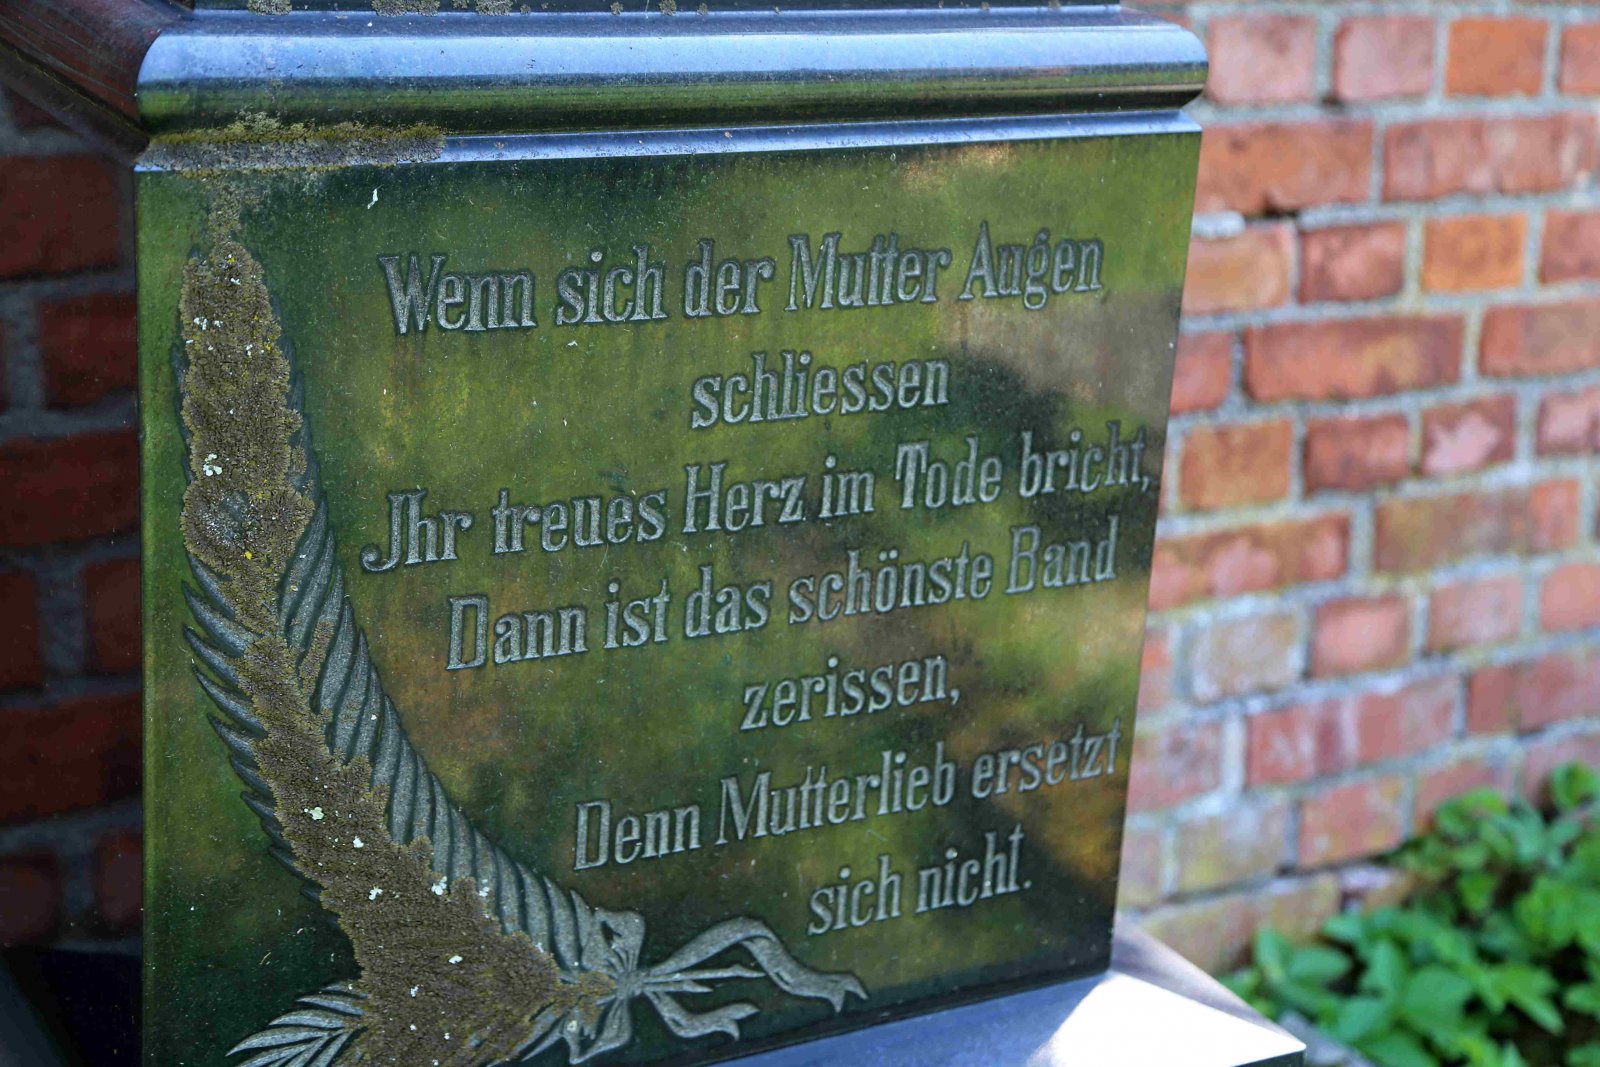 Wenn sich der Mutter Augen
schliessen
Jhr treues Herz im Tode bricht,
Dann ist das schönste Band
zerissen,
Denn Mutterlieb ersetzt
sich nicht.